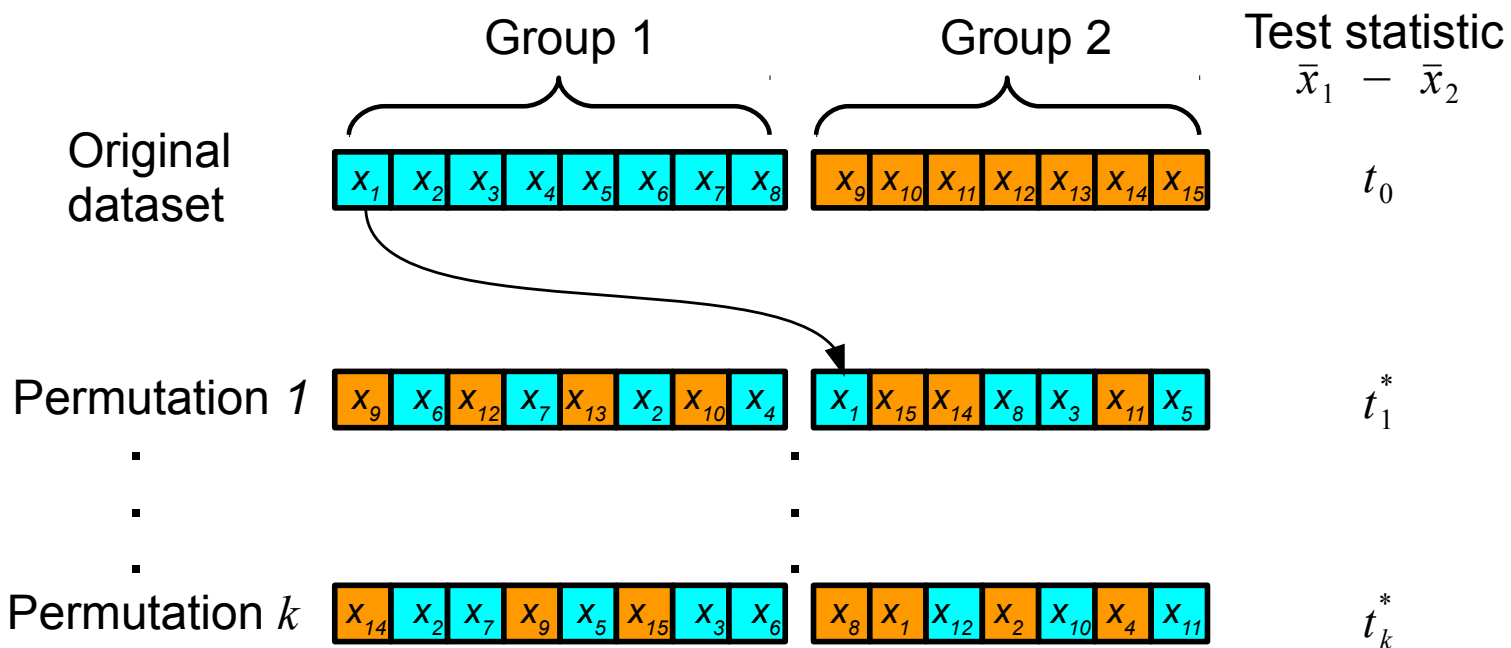 Group 1 Group 2 Test statistic
x̄₁ − x̄₂
Original
dataset
x₁ x₂ x₃ x₄ x₅ x₆ x₇ x₈ x₉ x₁₀ x₁₁ x₁₂ x₁₃ x₁₄ x₁₅ t₀
Permutation 1 x₉ x₆ x₁₂ x₇ x₁₃ x₂ x₁₀ x₄ x₁ x₁₅ x₁₄ x₈ x₃ x₁₁ x₅ t₁*
Permutation k x₁₄ x₂ x₇ x₉ x₅ x₁₅ x₃ x₆ x₈ x₁ x₁₂ x₂ x₁₀ x₄ x₁₁ tₖ*